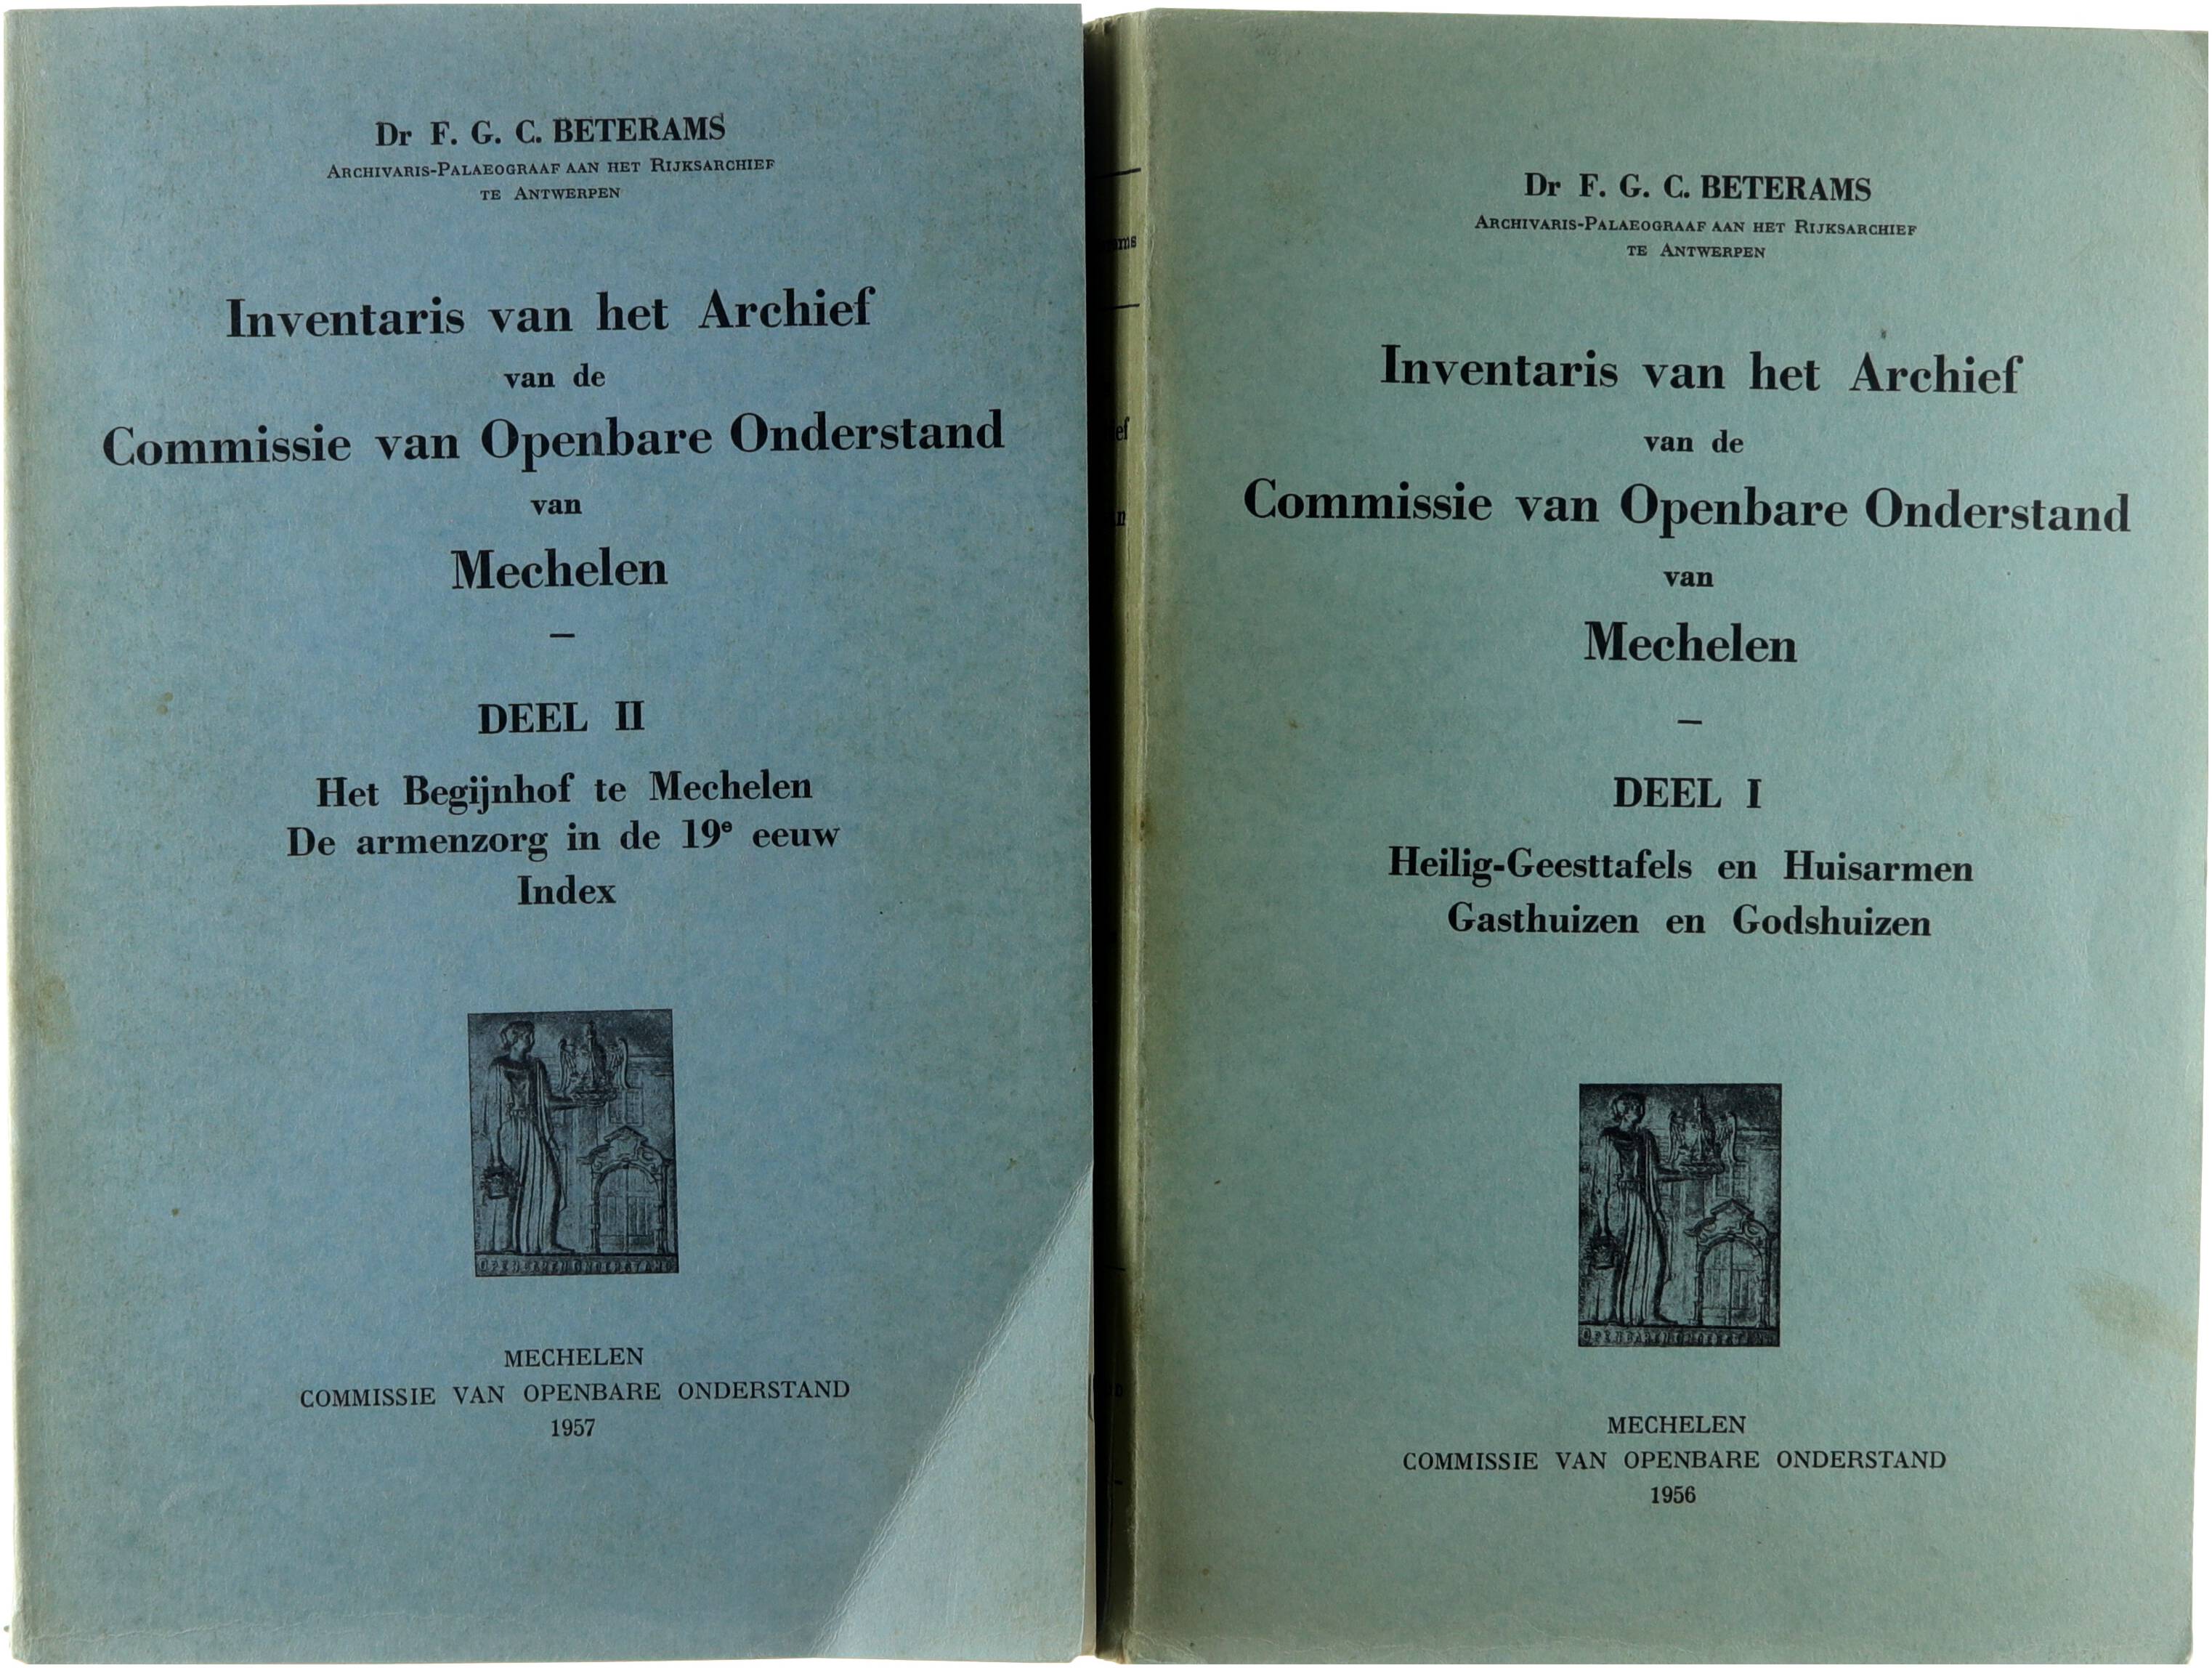 Dr F. G. C. BETERAMS
ARCHIVARIS-PALAEOGRAAF AAN HET RIJKSARCHIEF
TE ANTWERPEN
Inventaris van het Archief
van de
Commissie van Openbare Onderstand
van
Mechelen
—
DEEL II
Het Begijnhof te Mechelen
De armenzorg in de 19e eeuw
Index
MECHELEN
COMMISSIE VAN OPENBARE ONDERSTAND
1957
Dr F. G. C. BETERAMS
ARCHIVARIS-PALAEOGRAAF AAN HET RIJKSARCHIEF
TE ANTWERPEN
Inventaris van het Archief
van de
Commissie van Openbare Onderstand
van
Mechelen
—
DEEL I
Heilig-Geesttafels en Huisarmen
Gasthuizen en Godshuizen
MECHELEN
COMMISSIE VAN OPENBARE ONDERSTAND
1956